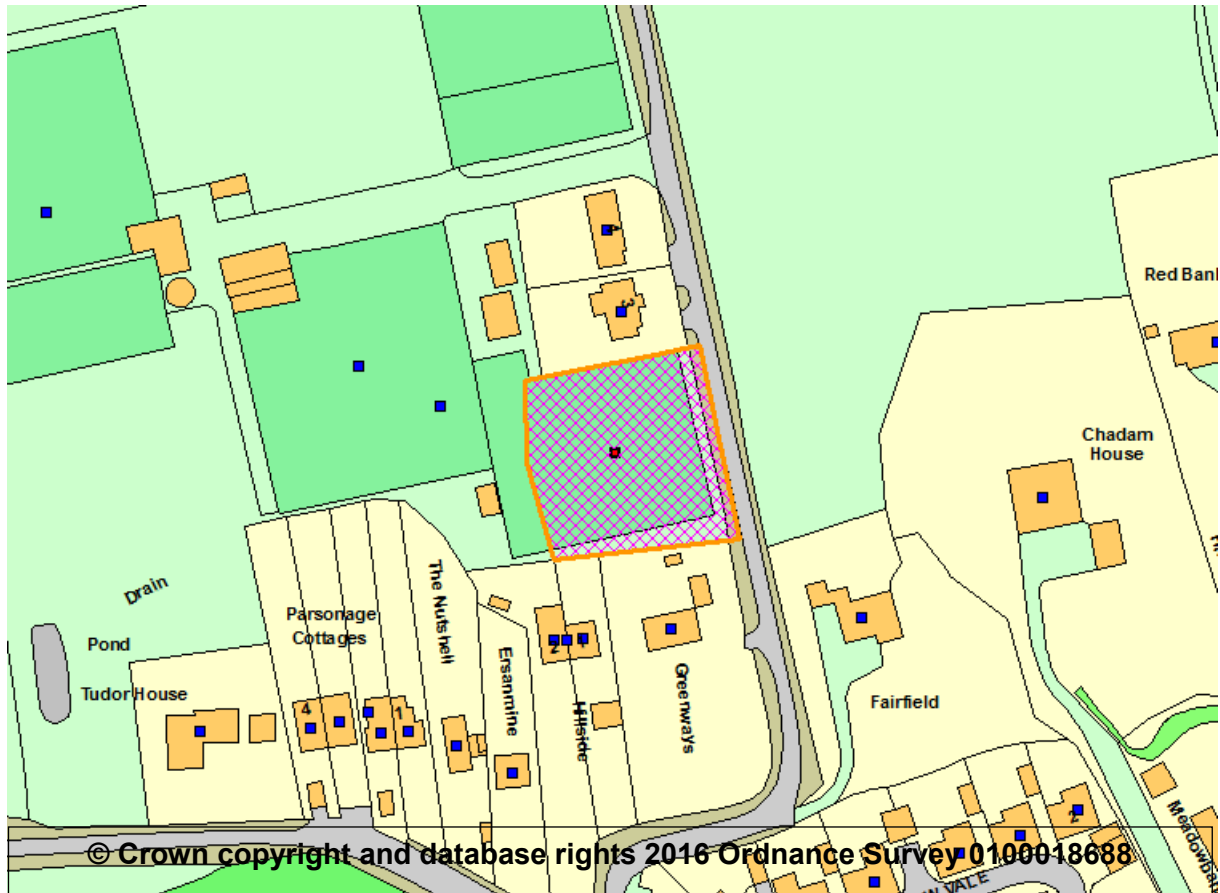 4
3
Red Bank
Chadam
House
Drain
Pond
Tudor House
Parsonage
Cottages
The Nutshell
Ersanmine
2
Hillside
Greenways
Fairfield
4
1
2
© Crown copyright and database rights 2016 Ordnance Survey 0100018688
W VALE